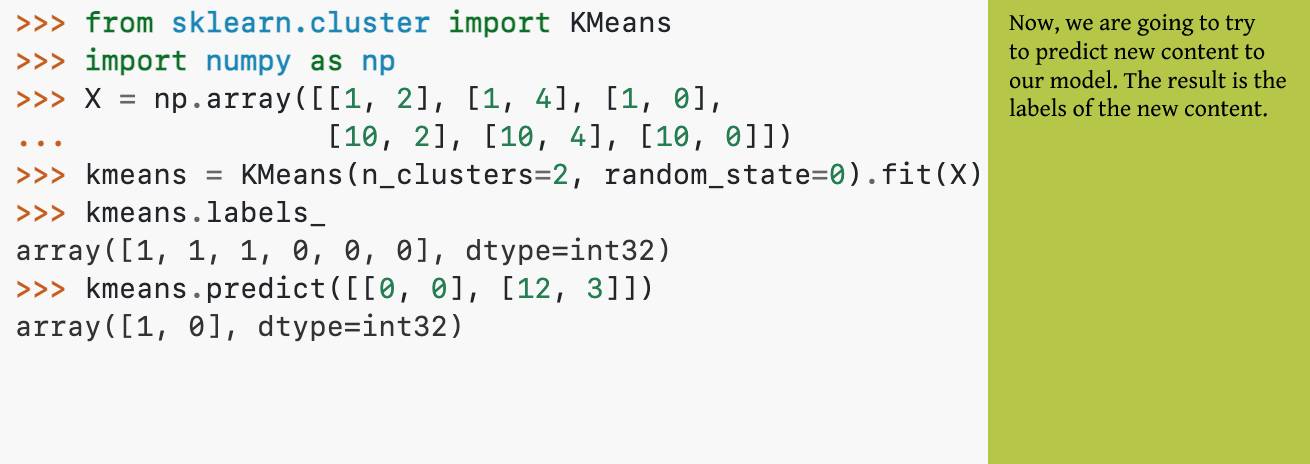 >>> from sklearn.cluster import KMeans
>>> import numpy as np
>>> X = np.array([[1, 2], [1, 4], [1, 0],
...               [10, 2], [10, 4], [10, 0]])
>>> kmeans = KMeans(n_clusters=2, random_state=0).fit(X)
>>> kmeans.labels_
array([1, 1, 1, 0, 0, 0], dtype=int32)
>>> kmeans.predict([[0, 0], [12, 3]])
array([1, 0], dtype=int32)
Now, we are going to try
to predict new content to
our model. The result is the
labels of the new content.